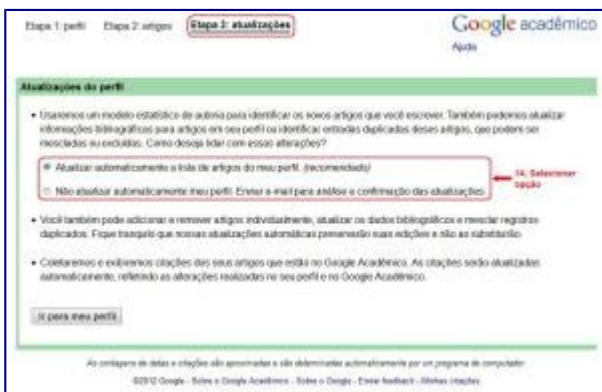 Etapa 1: perfil Etapa 2: artigos Etapa 3: atualizações
Google acadêmico
Ajuda
Atualizações do perfil
• Usaremos um modelo estatístico de autoria para identificar os novos artigos que você escrever. Também podemos atualizar
informações bibliográficas para artigos em seu perfil ou identificar entradas duplicadas desses artigos, que podem ser
mescladas ou excluídas. Como deseja lidar com essas alterações?
Atualizar automaticamente a lista de artigos do meu perfil. (recomendado)
Não atualizar automaticamente meu perfil. Enviar e-mail para análise e confirmação das atualizações.
14. Selecionar
opção
• Você também pode adicionar e remover artigos individualmente, atualizar os dados bibliográficos e mesclar registros
duplicados. Fique tranquilo que nossas atualizações automáticas preservarão suas edições e não as substituirão.
• Coletaremos e exibiremos citações dos seus artigos que estão no Google Acadêmico. As citações serão atualizadas
automaticamente, refletindo as alterações realizadas no seu perfil e no Google Acadêmico.
Ir para meu perfil
As contagens de datas e citações são aproximadas e são determinadas automaticamente por um programa de computador.
©2012 Google - Sobre o Google Acadêmico - Sobre o Google - Enviar feedback - Minhas citações